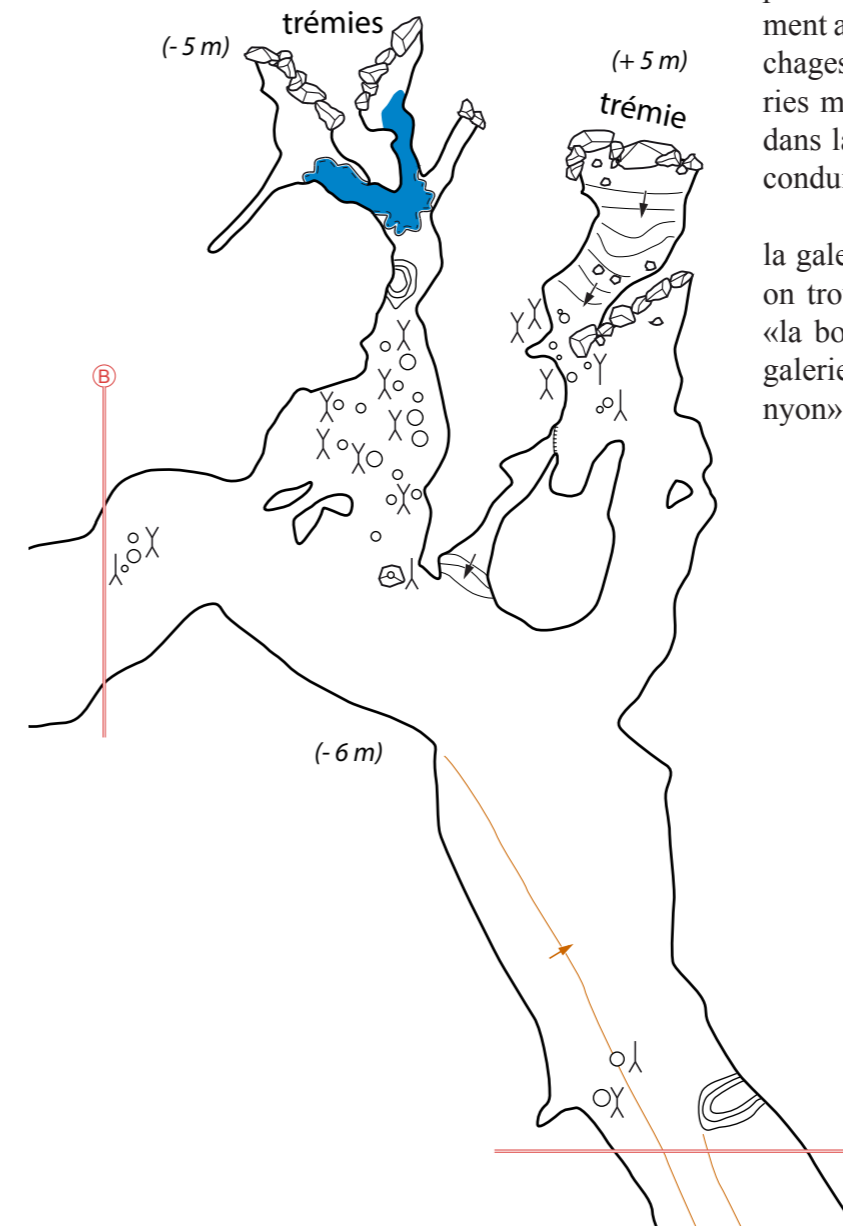 trémies
(- 5 m)
(+ 5 m)
trémie
B
(- 6 m)
ment a
chages
ries m
dans la
condui
la gale
on trou
«la bo
galerie
nyon»